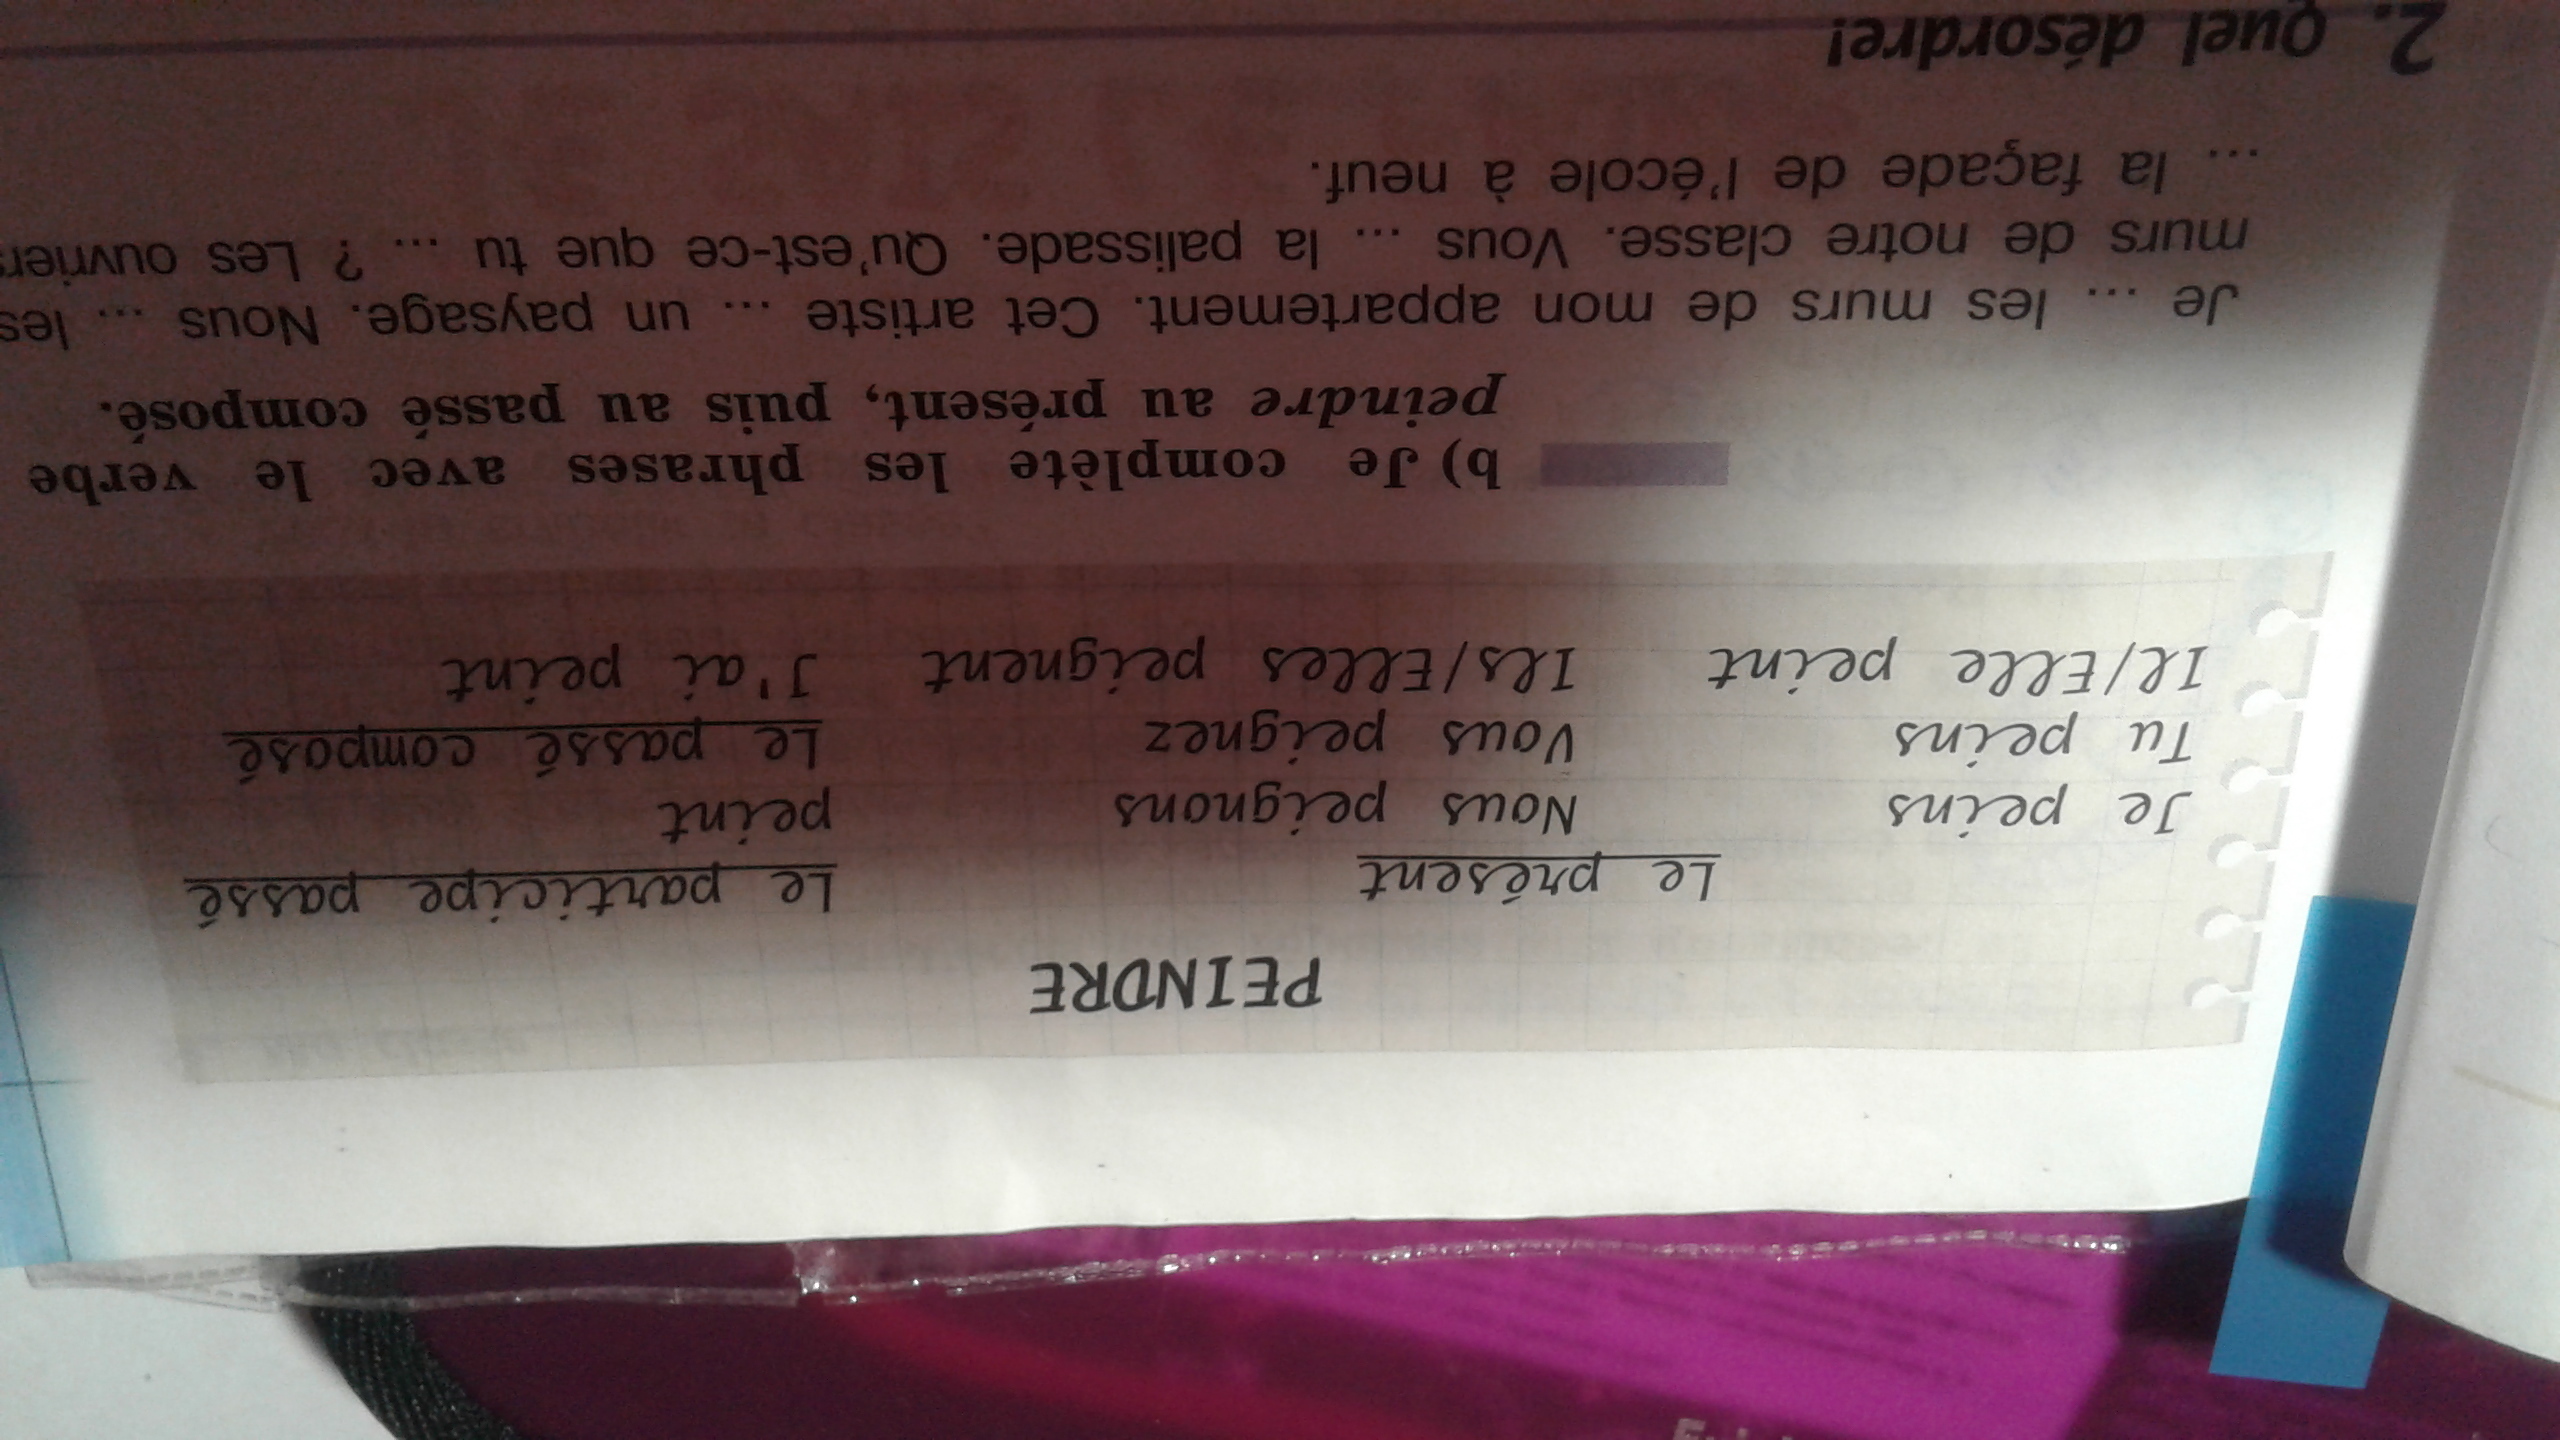 PEINDRE
Le présent Le participe passé
Je peins Nous peignons peint
Tu peins Vous peignez Le passé composé
Il/Elle peint Ils/Elles peignent J'ai peint
b) Je complète les phrases avec le verbe
peindre au présent, puis au passé composé.
Je ... les murs de mon appartement. Cet artiste ... un paysage. Nous ... les
murs de notre classe. Vous ... la palissade. Qu'est-ce que tu ... ? Les ouvriers
... la façade de l'école à neuf.
2. Quel désordre!